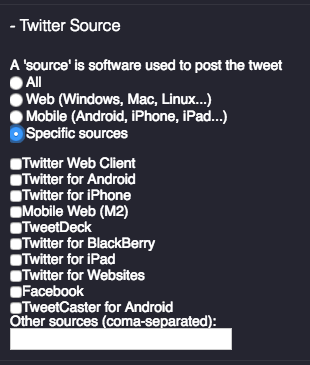 - Twitter Source
A 'source' is software used to post the tweet
All
Web (Windows, Mac, Linux...)
Mobile (Android, iPhone, iPad...)
Specific sources
Twitter Web Client
Twitter for Android
Twitter for iPhone
Mobile Web (M2)
TweetDeck
Twitter for BlackBerry
Twitter for iPad
Twitter for Websites
Facebook
TweetCaster for Android
Other sources (coma-separated):